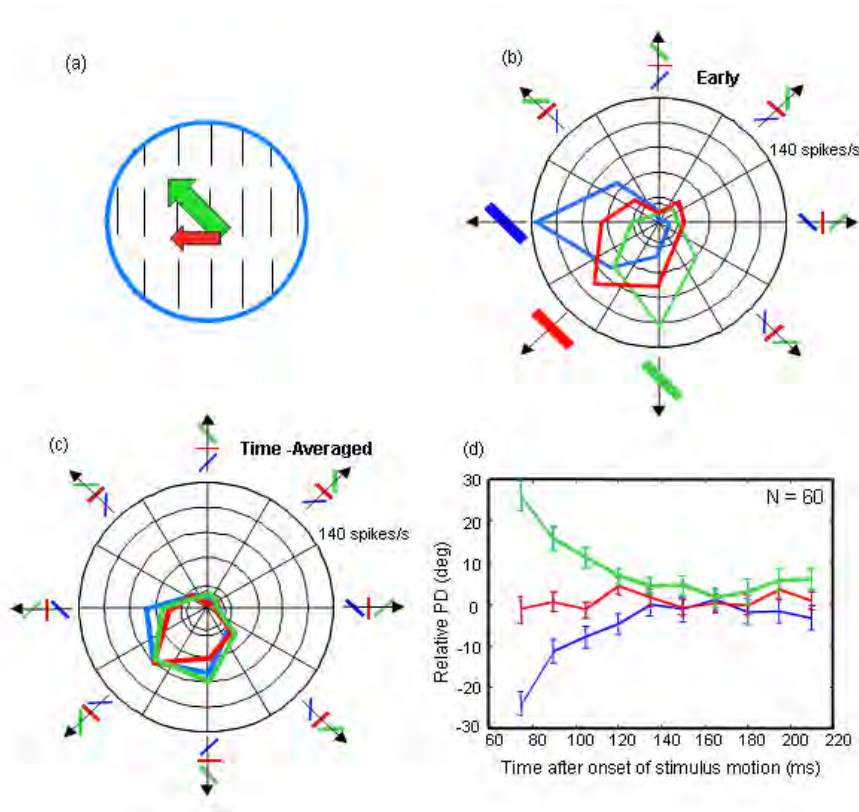 (a)
(b)
Early
140 spikes/s
(c)
Time -Averaged
140 spikes/s
(d)
30
20
10
0
-10
-20
-30
N = 60
Relative PD (deg)
60 80 100 120 140 160 180 200 220
Time after onset of stimulus motion (ms)